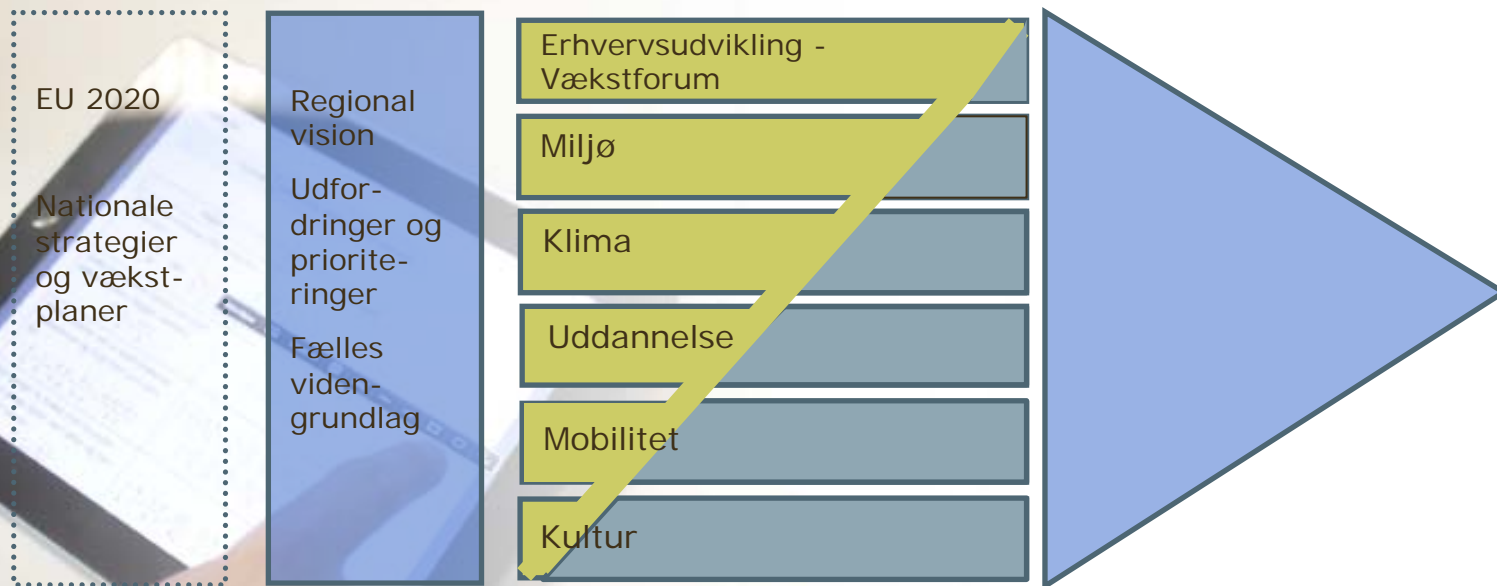 EU 2020
Nationale
strategier
og vækst-
planer
Regional
vision
Udfor-
dringer og
priorite-
ringer
Fælles
viden-
grundlag
Erhvervsudvikling -
Vækstforum
Miljø
Klima
Uddannelse
Mobilitet
Kultur